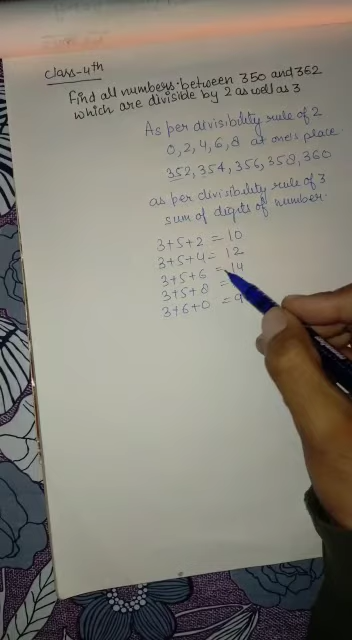 Class-4th
Find all numbers between 350 and 362
which are divisible by 2 as well as 3
As per divisibility rule of 2
0, 2, 4, 6, 8 at one's place
352, 354, 356, 358, 360
as per divisibility rule of 3
sum of digits of number.
3+5+2 = 10
3+5+4 = 12
3+5+6 = 14
3+5+8 =
3+6+0 = 9